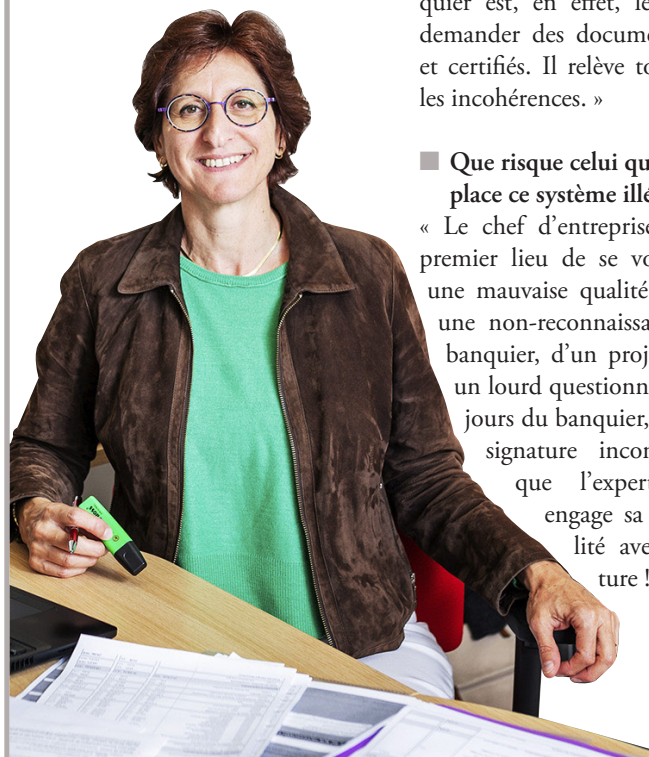 quier est, en effet, le
demander des docume
et certifiés. Il relève to
les incohérences. »
Que risque celui qu
place ce système illé
« Le chef d'entreprise
premier lieu de se vo
une mauvaise qualité
une non-reconnaissa
banquier, d'un proj
un lourd questionn
jours du banquier,
signature incor
que l'exper
engage sa
lité ave
ture !